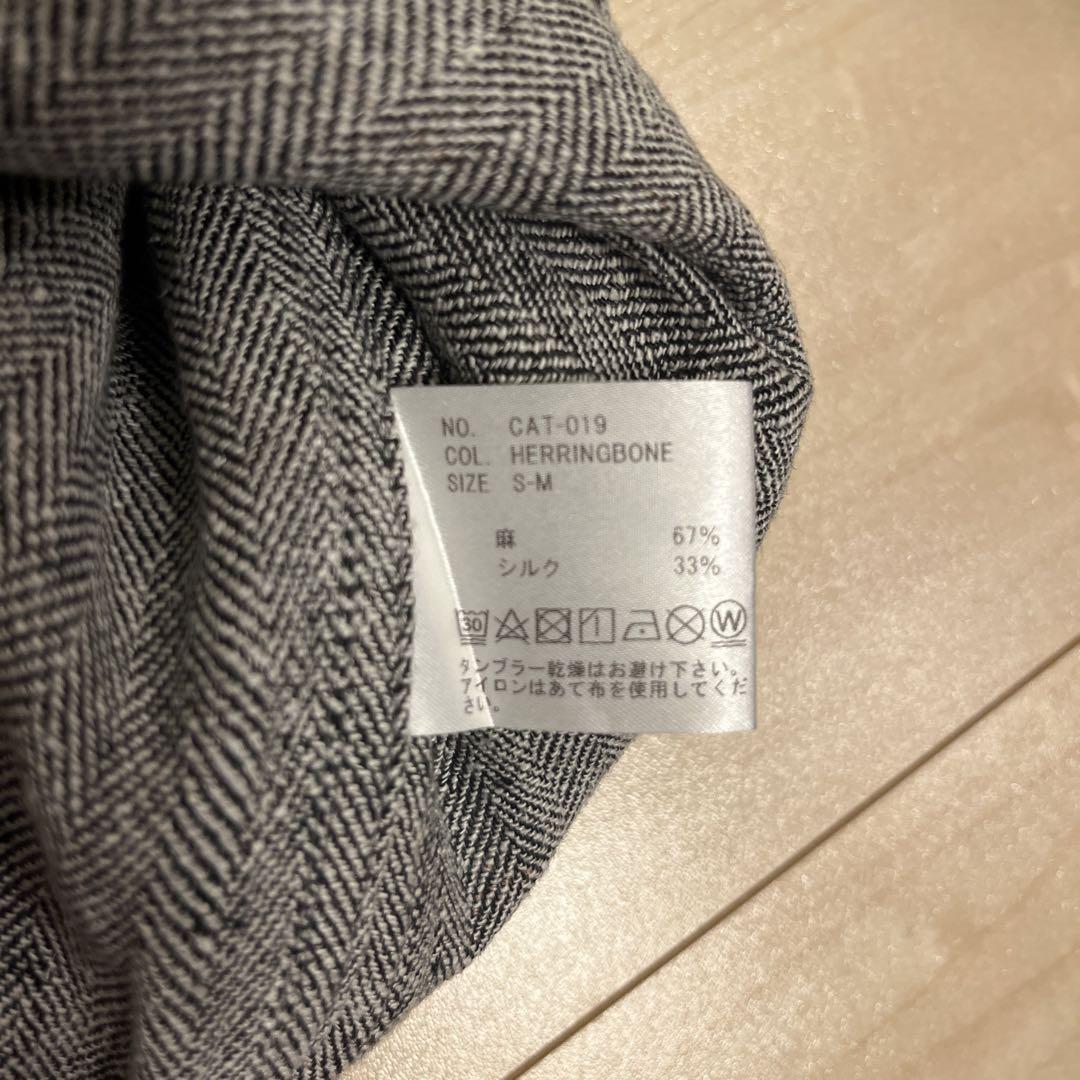 NO. CAT-019
COL. HERRINGBONE
SIZE S-M
麻 67%
シルク 33%
30 W
タンブラー乾燥はお避け下さい。
アイロンはあて布を使用してくだ
さい。